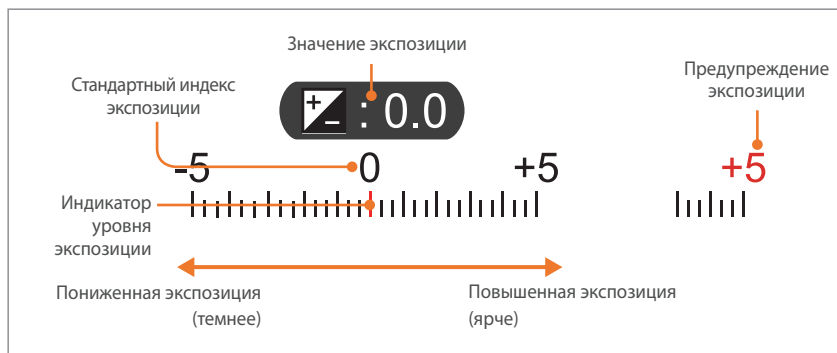 Значение экспозиции
Стандартный индекс
экспозиции
Предупреждение
экспозиции
+ – : 0.0
-5 0 +5 +5
Индикатор
уровня
экспозиции
Пониженная экспозиция
(темнее)
Повышенная экспозиция
(ярче)